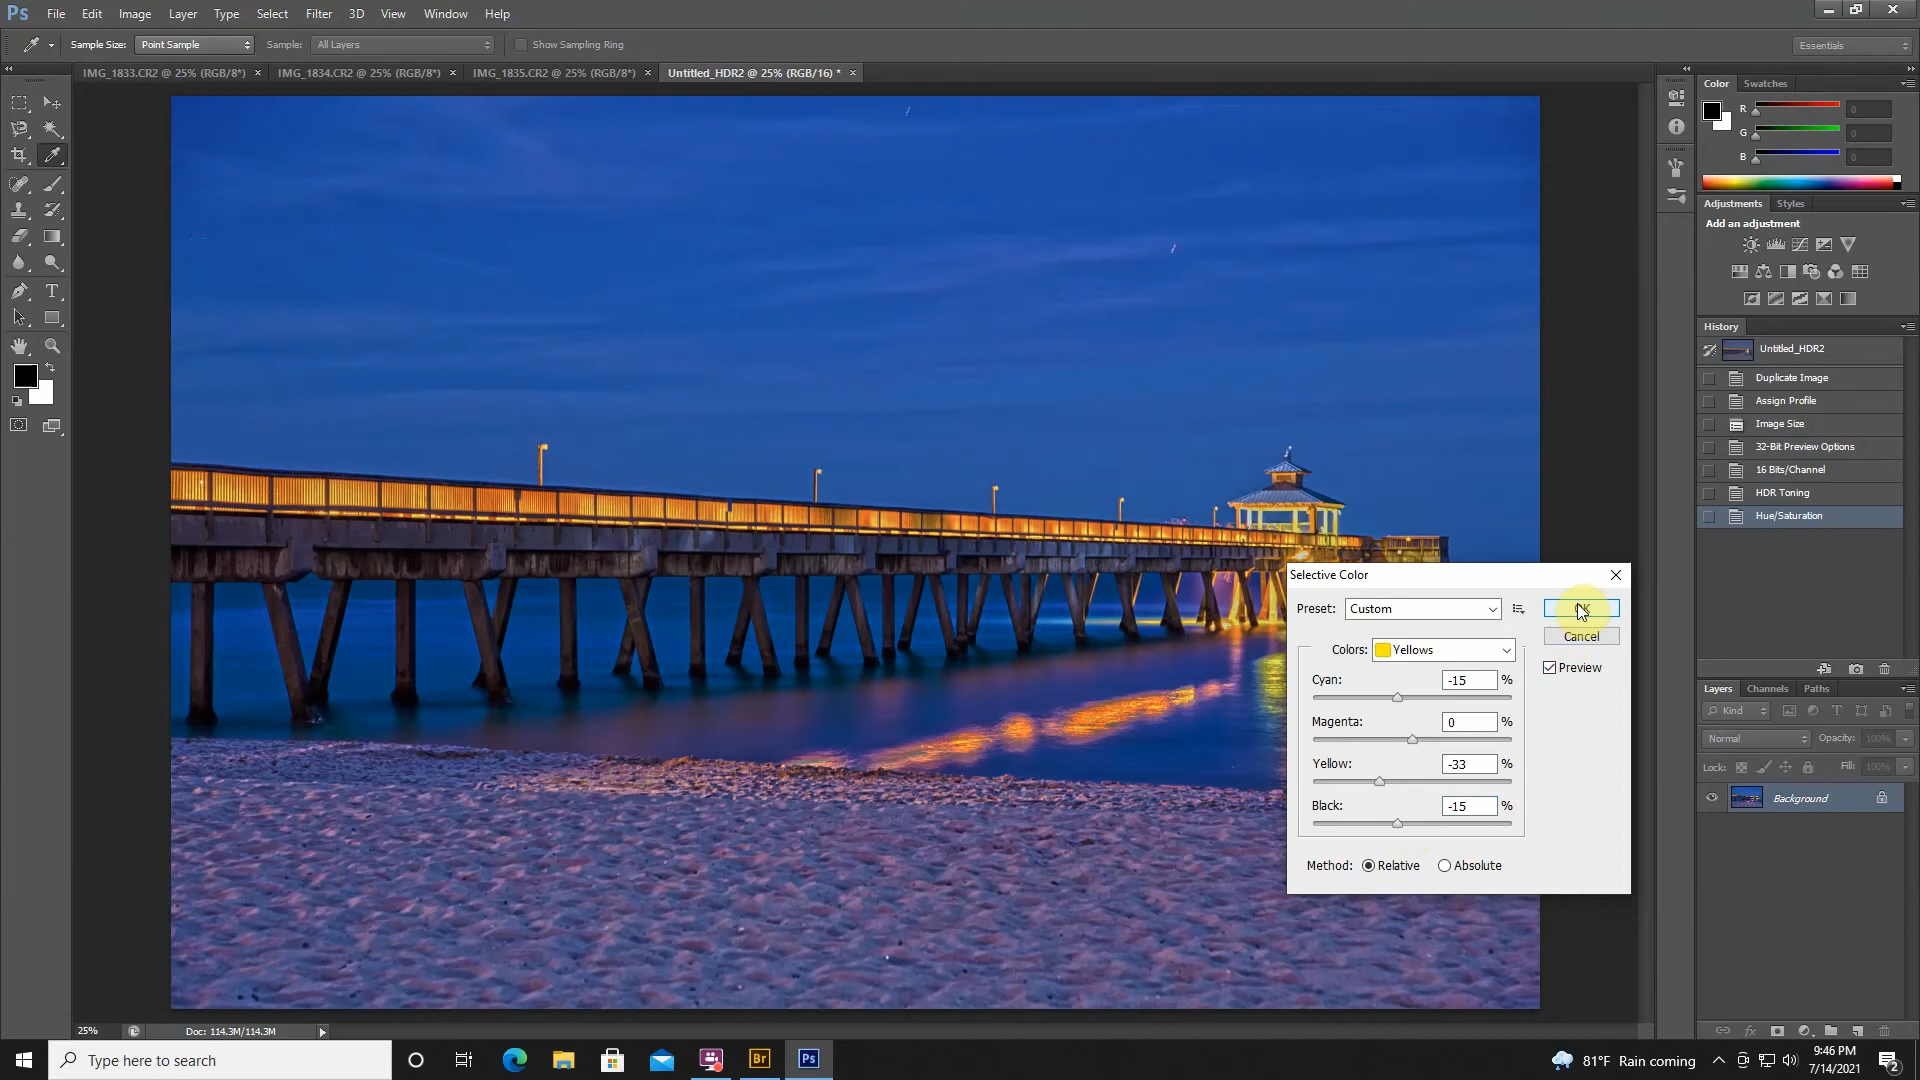 Ps File Edit Image Layer Type Select Filter 3D View Window Help
Sample Size: Point Sample Sample: All Layers Show Sampling Ring Essentials
IMG_1833.CR2 @ 25% (RGB/8*) × IMG_1834.CR2 @ 25% (RGB/8*) × IMG_1835.CR2 @ 25% (RGB/8*) × Untitled_HDR2 @ 25% (RGB/16) * ×
Color Swatches
R 0
G 0
B 0
Adjustments Styles
Add an adjustment
History
Untitled_HDR2
Duplicate Image
Assign Profile
Image Size
32-Bit Preview Options
16 Bits/Channel
HDR Toning
Hue/Saturation
Selective Color
Preset: Custom OK
Cancel
Colors: Yellows
Preview
Cyan: -15 %
Magenta: 0 %
Yellow: -33 %
Black: -15 %
Method: Relative Absolute
Layers Channels Paths
Kind
Normal Opacity: 100%
Lock: Fill: 100%
Background
25% Doc: 114.3M/114.3M
Type here to search
Br Ps
81°F Rain coming
9:46 PM
7/14/2021
2